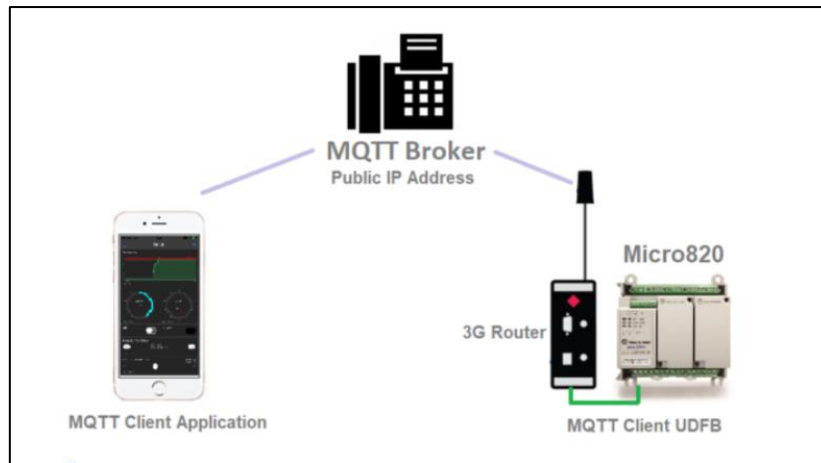 MQTT Broker
Public IP Address
Micro820
3G Router
MQTT Client Application
MQTT Client UDFB